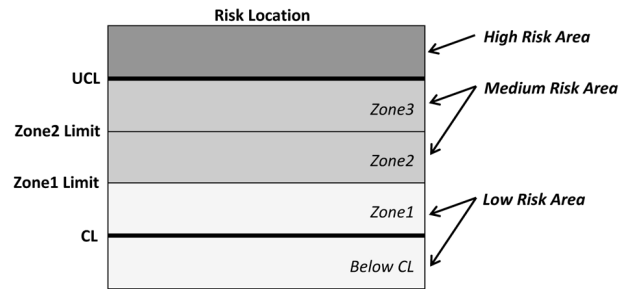 Risk Location
High Risk Area
UCL
Medium Risk Area
Zone3
Zone2 Limit
Zone2
Zone1 Limit
Low Risk Area
Zone1
CL
Below CL